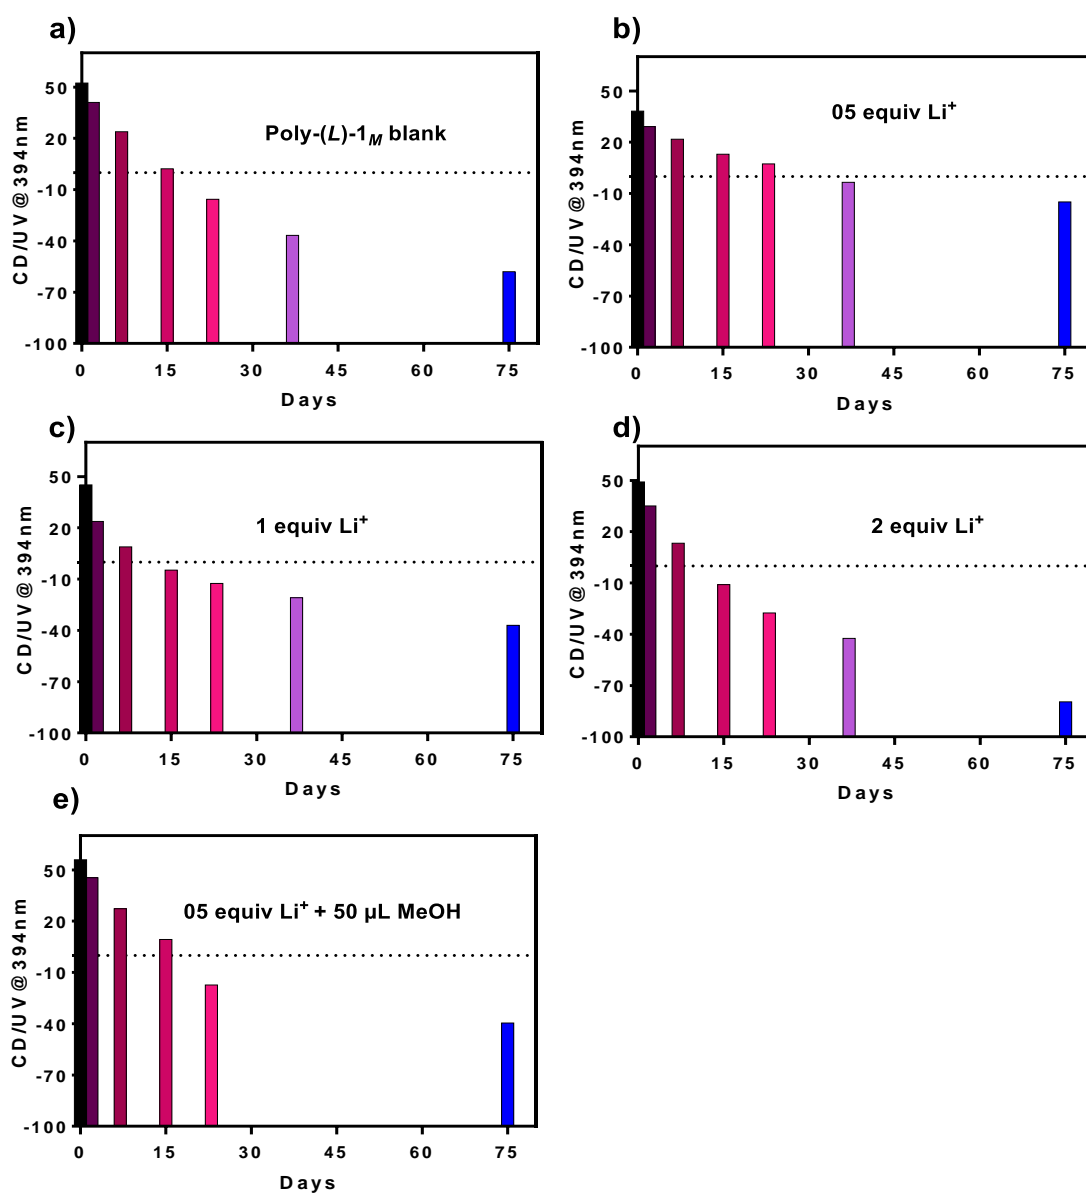 a)
50
20
-10
-40
-70
-100
CD/UV@394nm
Poly-(L)-1M blank
0 15 30 45 60 75
Days
b)
50
20
-10
-40
-70
-100
CD/UV@394nm
05 equiv Li+
0 15 30 45 60 75
Days
c)
50
20
-10
-40
-70
-100
CD/UV@394nm
1 equiv Li+
0 15 30 45 60 75
Days
d)
50
20
-10
-40
-70
-100
CD/UV@394nm
2 equiv Li+
0 15 30 45 60 75
Days
e)
50
20
-10
-40
-70
-100
CD/UV@394nm
05 equiv Li+ + 50 µL MeOH
0 15 30 45 60 75
Days